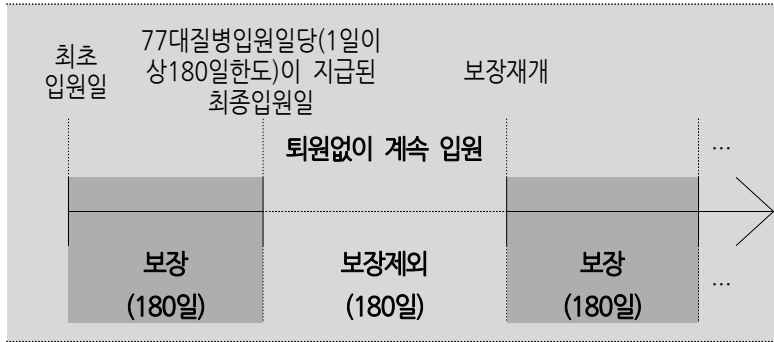 최초
입원일
77대질병입원일당(1일이
상180일한도)이 지급된
최종입원일
보장재개
퇴원없이 계속 입원
…
보장
(180일)
보장제외
(180일)
보장
(180일)
…